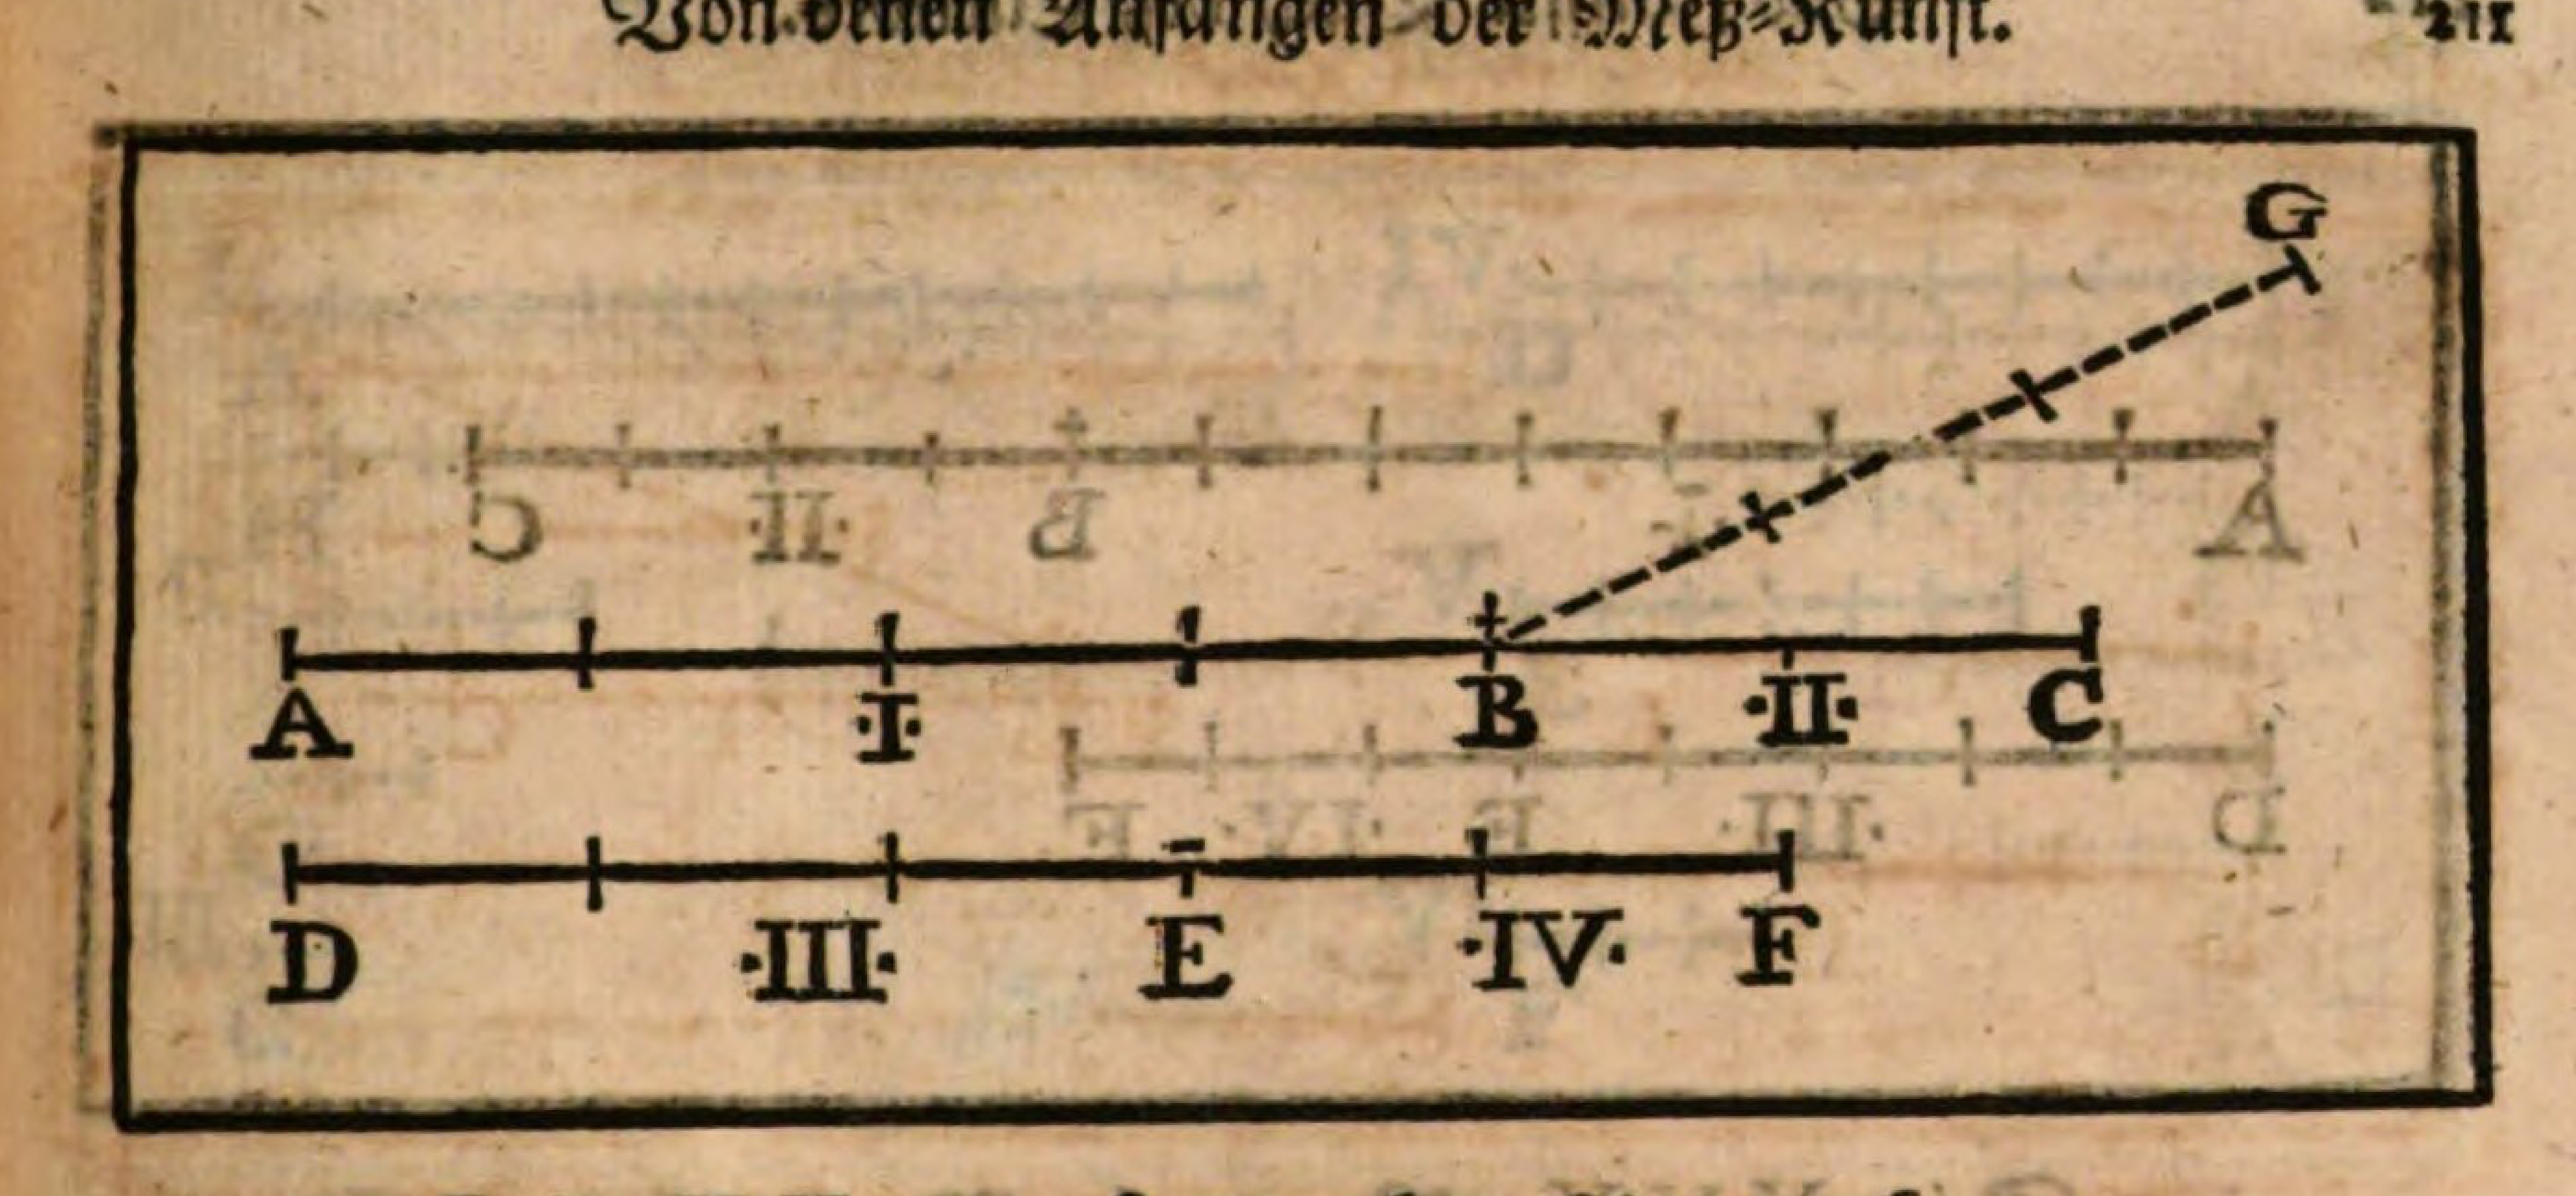 Von denen Anfängen der Meß-Kunst. 211
G
A ·I· B ·II· C
D ·III· E ·IV· F